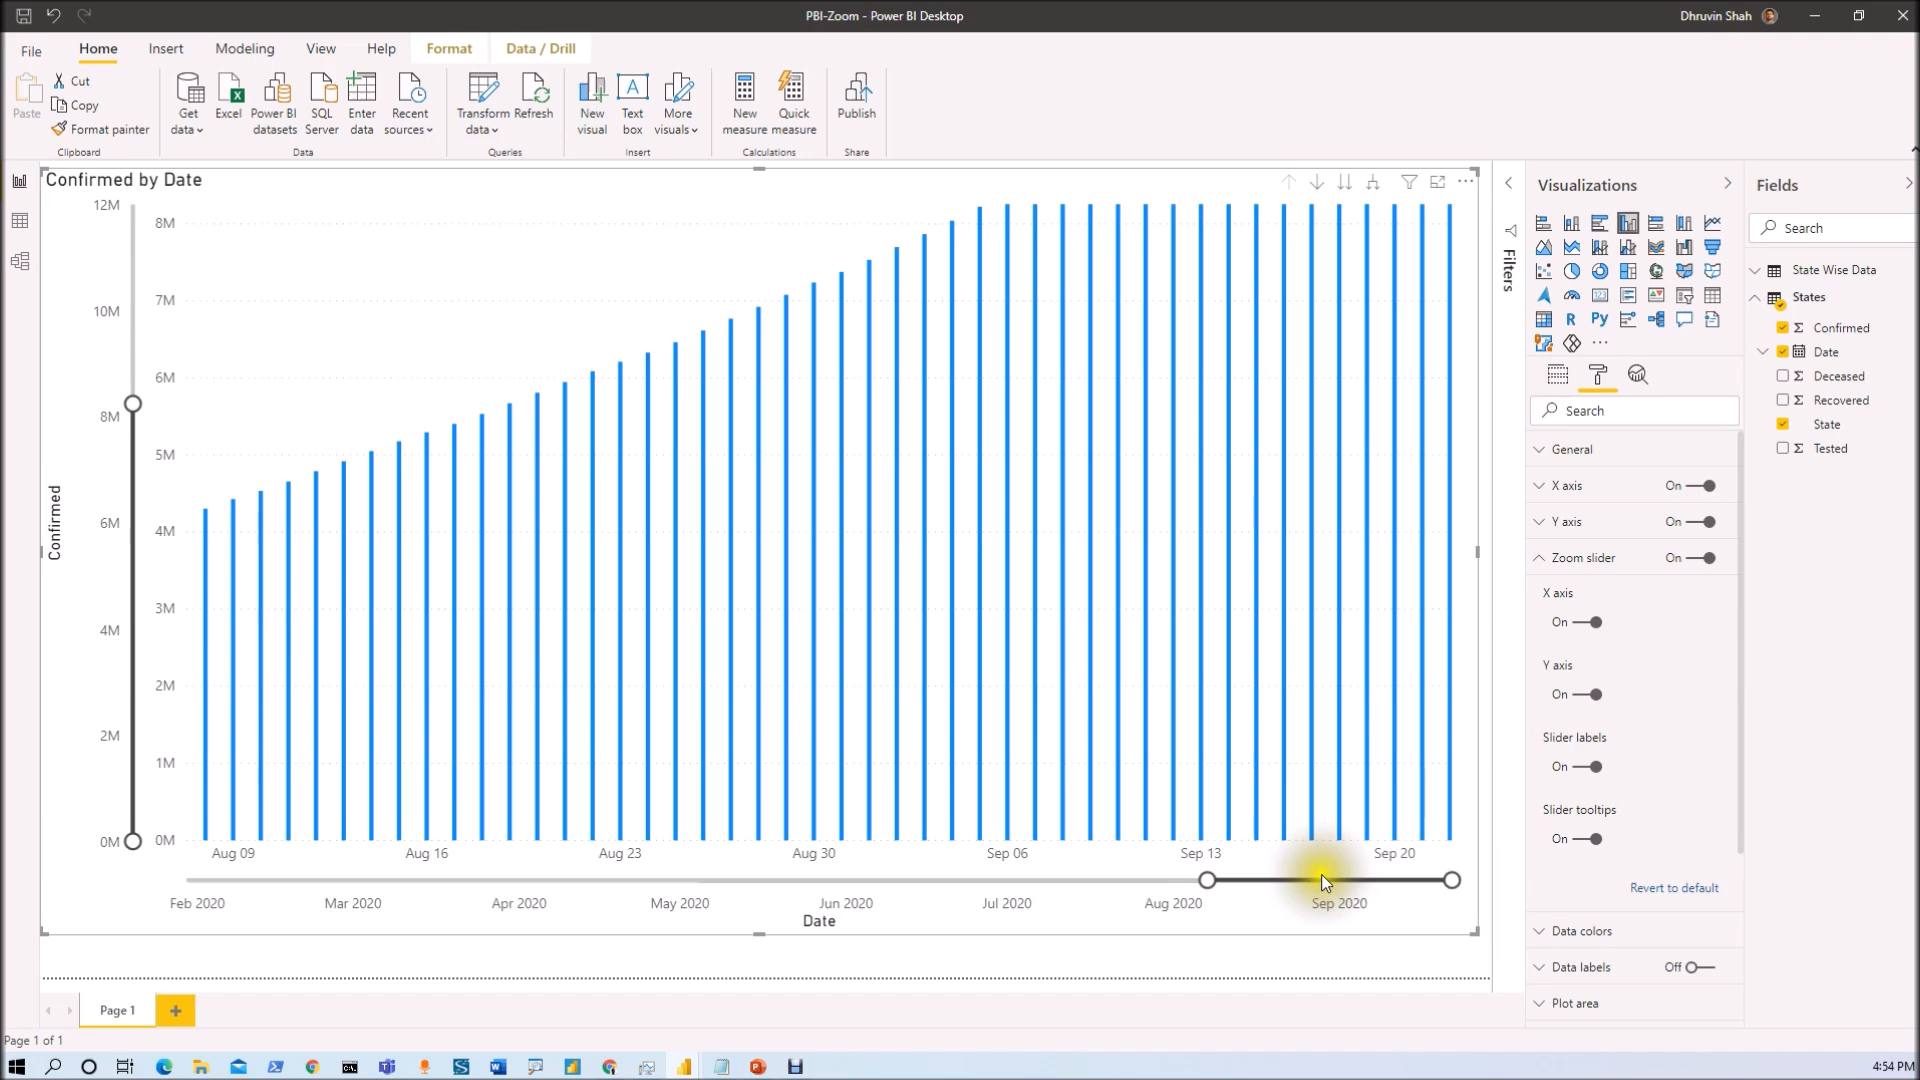 PBI-Zoom - Power BI Desktop
Dhruvin Shah
File
Home
Insert
Modeling
View
Help
Format
Data / Drill
Paste
Cut
Copy
Format painter
Clipboard
Get
data
Excel
Power BI
datasets
SQL
Server
Enter
data
Recent
sources
Data
Transform
data
Refresh
Queries
New
visual
Text
box
More
visuals
Insert
New
measure
Quick
measure
Calculations
Publish
Share
Confirmed by Date
12M
10M
8M
6M
4M
2M
0M
Confirmed
8M
7M
6M
5M
4M
3M
2M
1M
0M
Aug 09
Aug 16
Aug 23
Aug 30
Sep 06
Sep 13
Sep 20
Feb 2020
Mar 2020
Apr 2020
May 2020
Jun 2020
Jul 2020
Aug 2020
Sep 2020
Date
Filters
Visualizations
R
Py
123
Search
General
X axis
On
Y axis
On
Zoom slider
On
X axis
On
Y axis
On
Slider labels
On
Slider tooltips
On
Revert to default
Data colors
Data labels
Off
Plot area
Fields
Search
State Wise Data
States
Confirmed
Date
Deceased
Recovered
State
Tested
Page 1
Page 1 of 1
4:54 PM